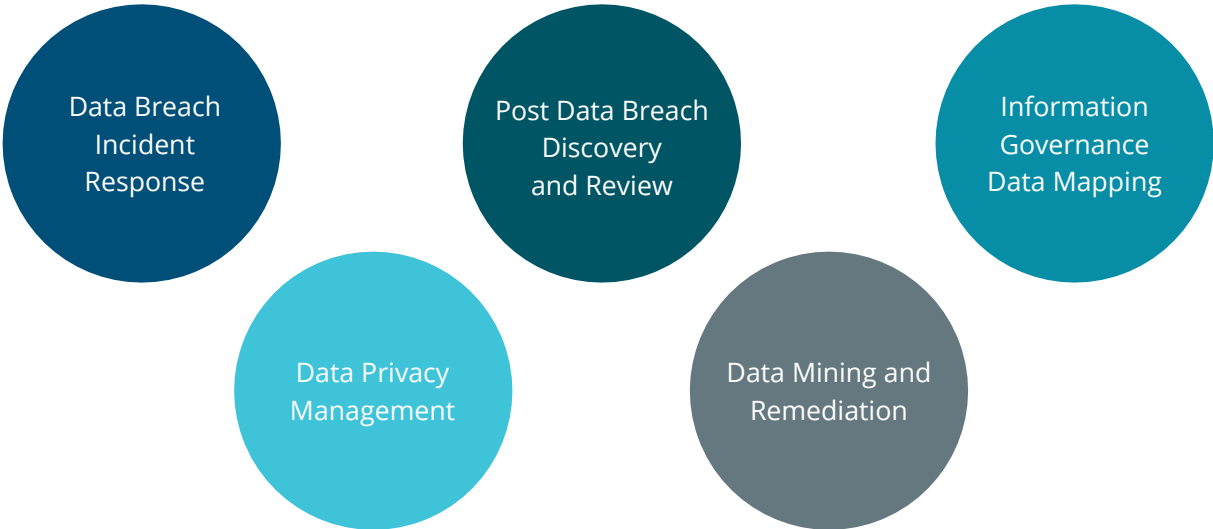 Data Breach
Incident
Response
Post Data Breach
Discovery
and Review
Information
Governance
Data Mapping
Data Privacy
Management
Data Mining and
Remediation